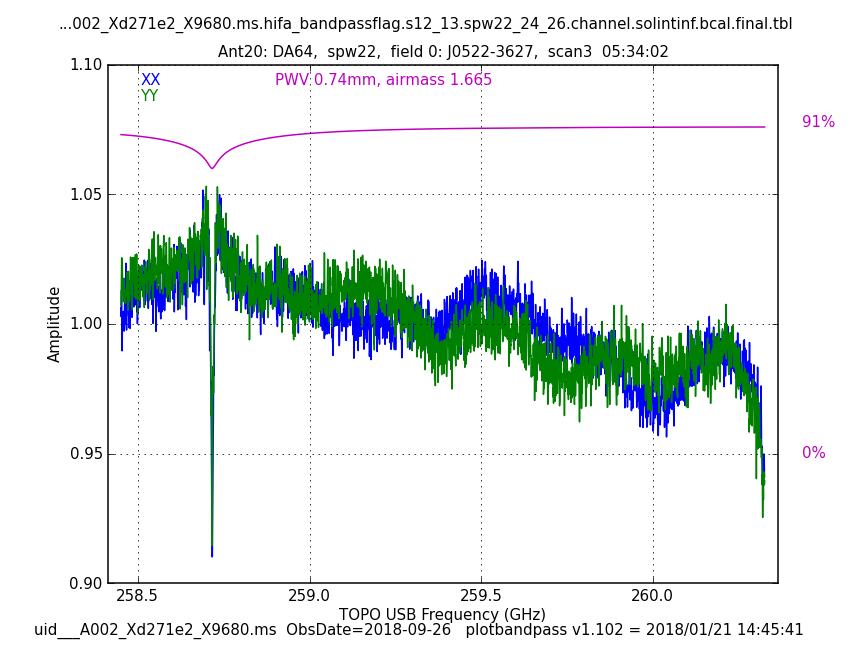 ...002_Xd271e2_X9680.ms.hifa_bandpassflag.s12_13.spw22_24_26.channel.solintinf.bcal.final.tbl
Ant20: DA64,  spw22,  field 0: J0522-3627,  scan3  05:34:02
1.10
XX
PWV 0.74mm, airmass 1.665
YY
91%
1.05
Amplitude
1.00
0.95
0%
0.90
258.5 259.0 259.5 260.0
TOPO USB Frequency (GHz)
uid___A002_Xd271e2_X9680.ms  ObsDate=2018-09-26   plotbandpass v1.102 = 2018/01/21 14:45:41